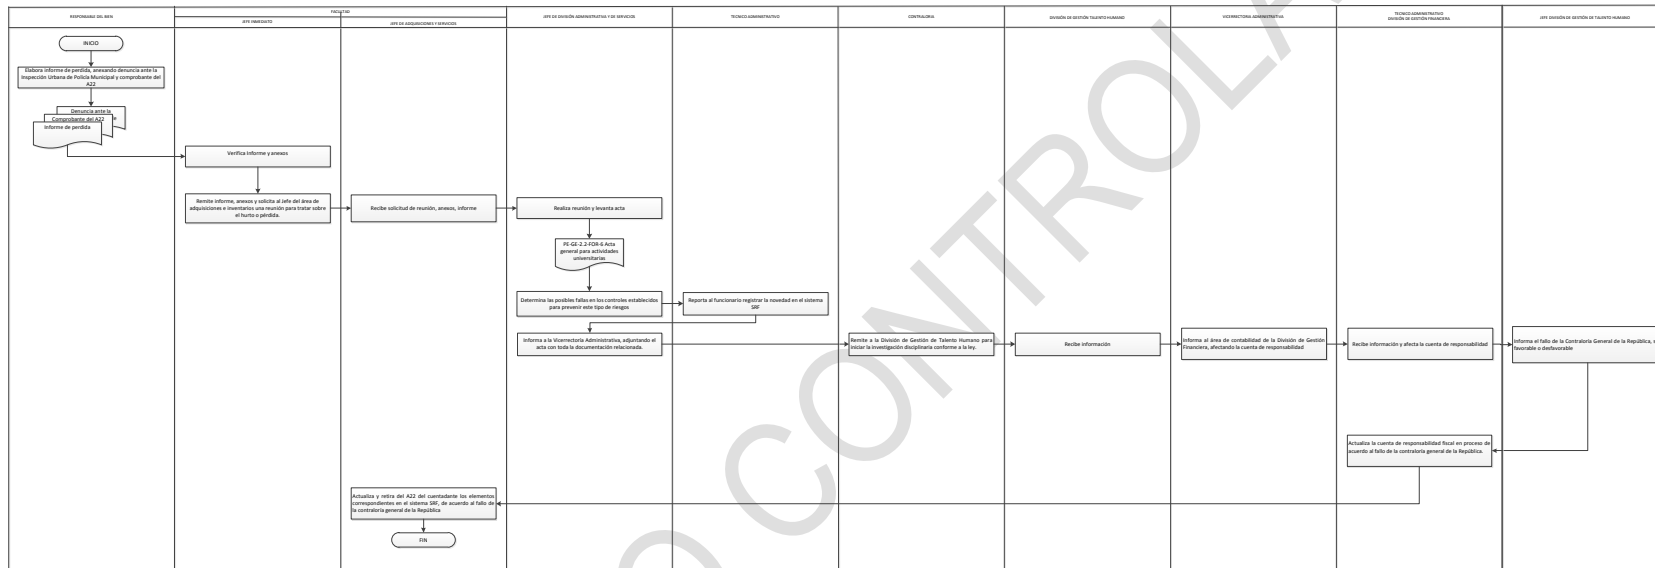 FACULTAD
RESPONSABLE DEL BIEN
JEFE INMEDIATO
JEFE DE ADQUISICIONES Y SERVICIOS
JEFE DE DIVISIÓN ADMINISTRATIVA Y DE SERVICIOS
TECNICO ADMINISTRATIVO
CONTRALORIA
DIVISIÓN DE GESTIÓN TALENTO HUMANO
VICERRECTORIA ADMINISTRATIVA
TECNICO ADMINISTRATIVO
DIVISIÓN DE GESTIÓN FINANCIERA
JEFE DIVISIÓN DE GESTIÓN DE TALENTO HUMANO
INICIO
Elabora informe de perdida, anexando denuncia ante la
Inspección Urbana de Policía Municipal y comprobante del
A22
Denuncia ante la
Comprobante del A22
Informe de perdida
Verifica informe y anexos
Remite informe, anexos y solicita al Jefe del área de
adquisiciones e inventarios una reunión para tratar sobre
el hurto o pérdida.
Recibe solicitud de reunión, anexos, informe
Realiza reunión y levanta acta
PE-GE-2.2-FOR-6 Acta
general para actividades
universitarias
Determina las posibles fallas en los controles establecidos
para prevenir este tipo de riesgos
Reporta al funcionario registrar la novedad en el sistema
SRF
Informa a la Vicerrectoría Administrativa, adjuntando el
acta con toda la documentación relacionada.
Remite a la División de Gestión de Talento Humano para
iniciar la investigación disciplinaria conforme a la ley.
Recibe información
Informa al área de contabilidad de la División de Gestión
Financiera, afectando la cuenta de responsabilidad
Recibe información y afecta la cuenta de responsabilidad
Informa el fallo de la Contraloría General de la República,
favorable o desfavorable
Actualiza la cuenta de responsabilidad fiscal en proceso de
acuerdo al fallo de la contraloría general de la República.
Actualiza y retira del A22 del cuentadante los elementos
correspondientes en el sistema SRF, de acuerdo al fallo de
la contraloría general de la República
FIN
O CONTROLA